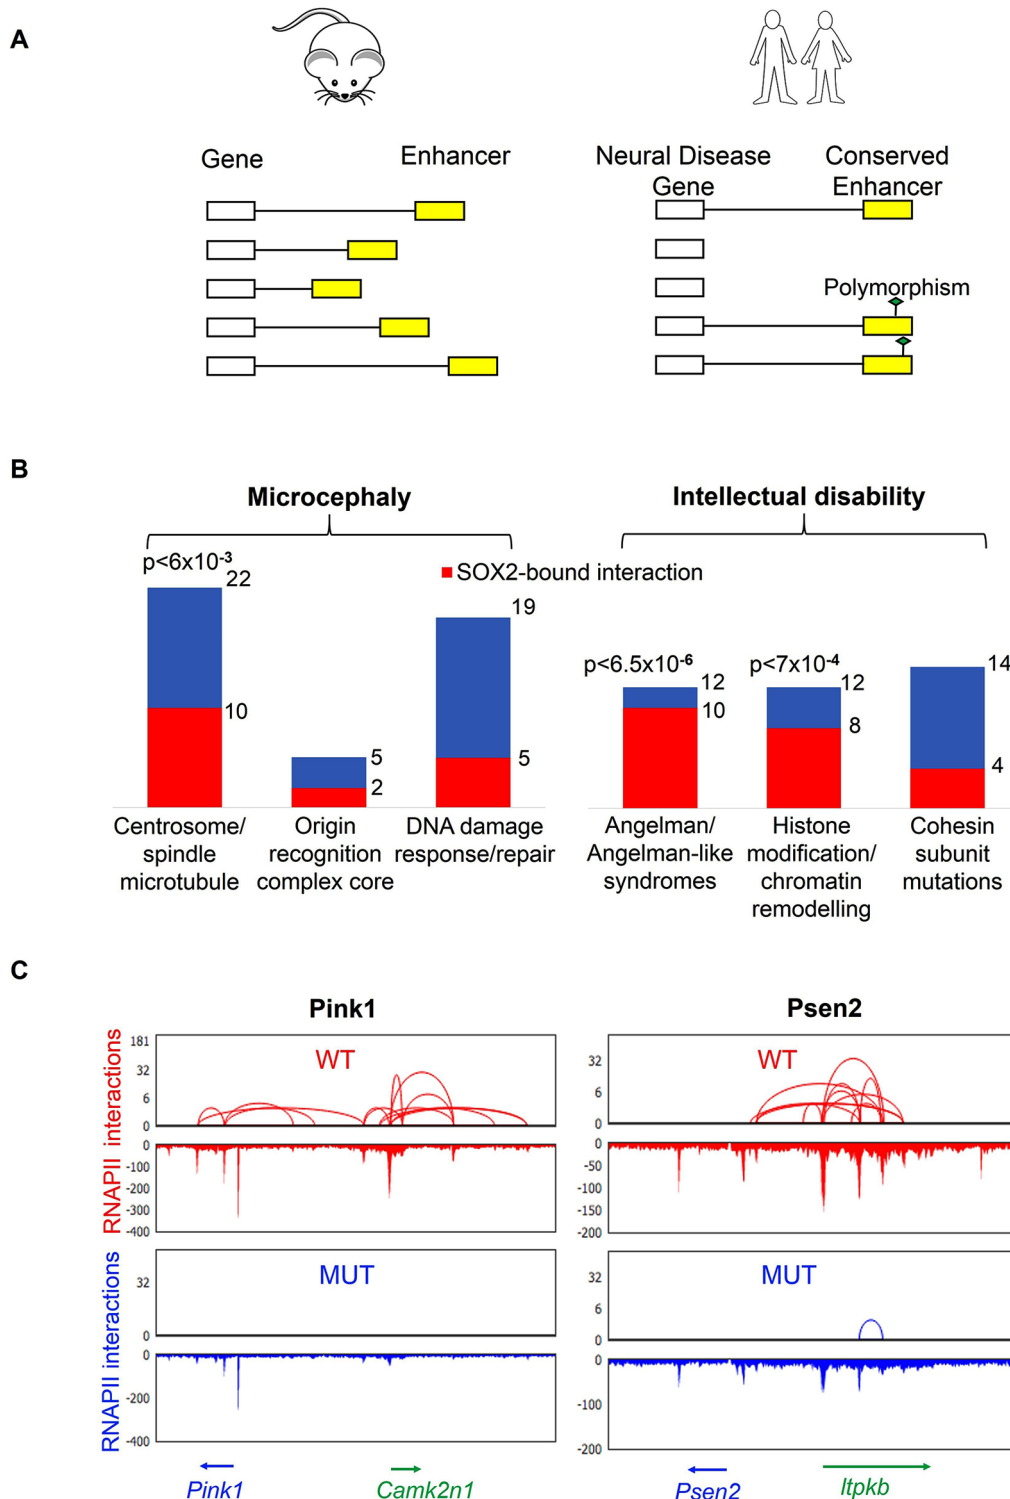 A
Gene
Enhancer
Neural Disease
Gene
Conserved
Enhancer
Polymorphism
B
Microcephaly
Intellectual disability
p<6x10⁻³
22
10
SOX2-bound interaction
5
2
19
5
p<6.5x10⁻⁶
12
10
p<7x10⁻⁴
12
8
14
4
Centrosome/
spindle
microtubule
Origin
recognition
complex core
DNA damage
response/repair
Angelman/
Angelman-like
syndromes
Histone
modification/
chromatin
remodelling
Cohesin
subunit
mutations
C
Pink1
Psen2
RNAPII interactions
181
32
6
0
WT
0
-100
-200
-300
-400
32
6
0
WT
0
-50
-100
-150
-200
RNAPII interactions
32
0
MUT
0
-200
-400
32
6
0
MUT
0
-100
-200
Pink1
Camk2n1
Psen2
Itpkb